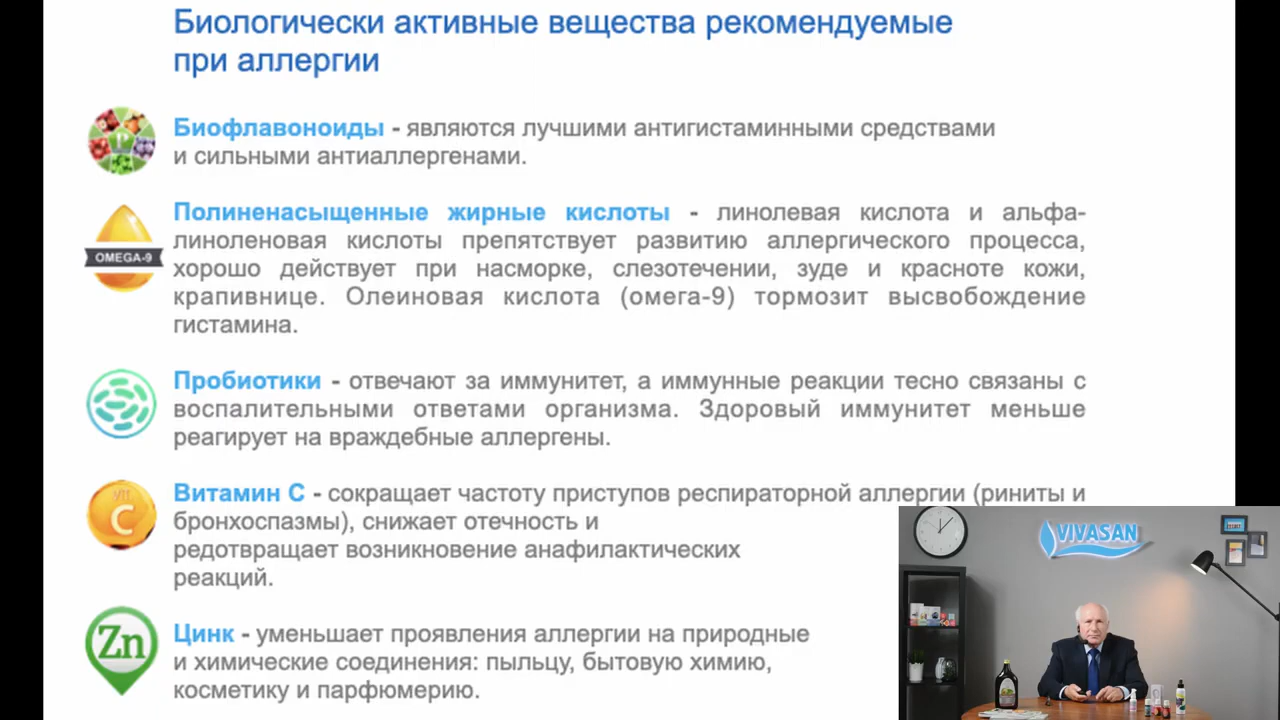 Биологически активные вещества рекомендуемые
при аллергии
Биофлавоноиды - являются лучшими антигистаминными средствами
и сильными антиаллергенами.
OMEGA-9
Полиненасыщенные жирные кислоты - линолевая кислота и альфа-
линоленовая кислоты препятствует развитию аллергического процесса,
хорошо действует при насморке, слезотечении, зуде и красноте кожи,
крапивнице. Олеиновая кислота (омега-9) тормозит высвобождение
гистамина.
Пробиотики - отвечают за иммунитет, а иммунные реакции тесно связаны с
воспалительными ответами организма. Здоровый иммунитет меньше
реагирует на враждебные аллергены.
VIT
C
Витамин С - сокращает частоту приступов респираторной аллергии (риниты и
бронхоспазмы), снижает отечность и
редотвращает возникновение анафилактических
реакций.
VIVASAN
Zn
Цинк - уменьшает проявления аллергии на природные
и химические соединения: пыльцу, бытовую химию,
косметику и парфюмерию.